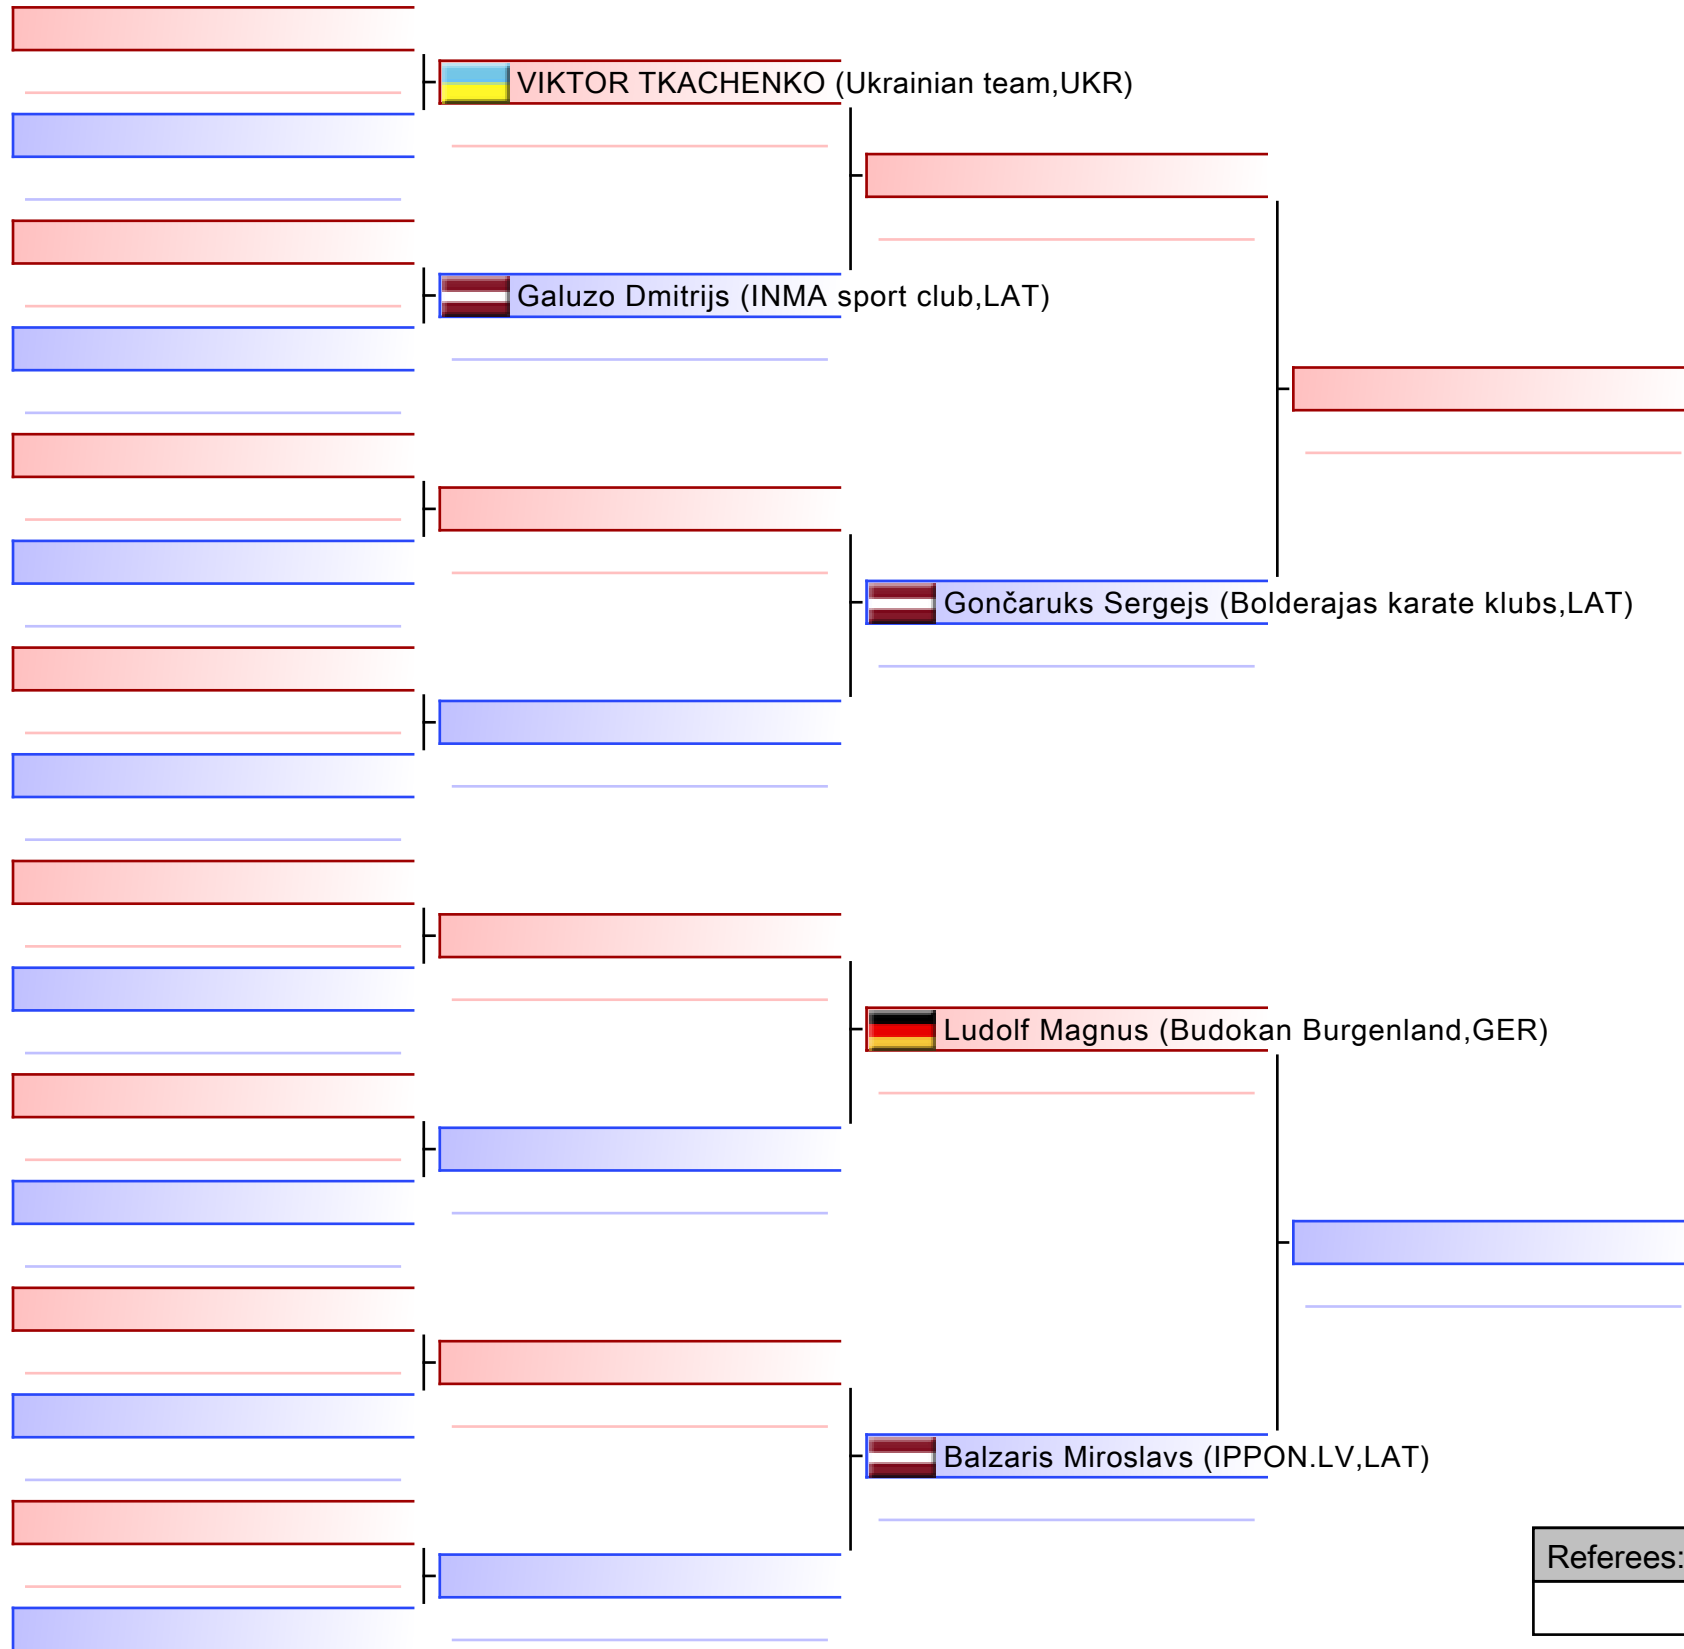 VIKTOR TKACHENKO (Ukrainian team,UKR)
Galuzo Dmitrijs (INMA sport club,LAT)
Gončaruks Sergejs (Bolderajas karate klubs,LAT)
Ludolf Magnus (Budokan Burgenland,GER)
Balzaris Miroslavs (IPPON.LV,LAT)
Referees: